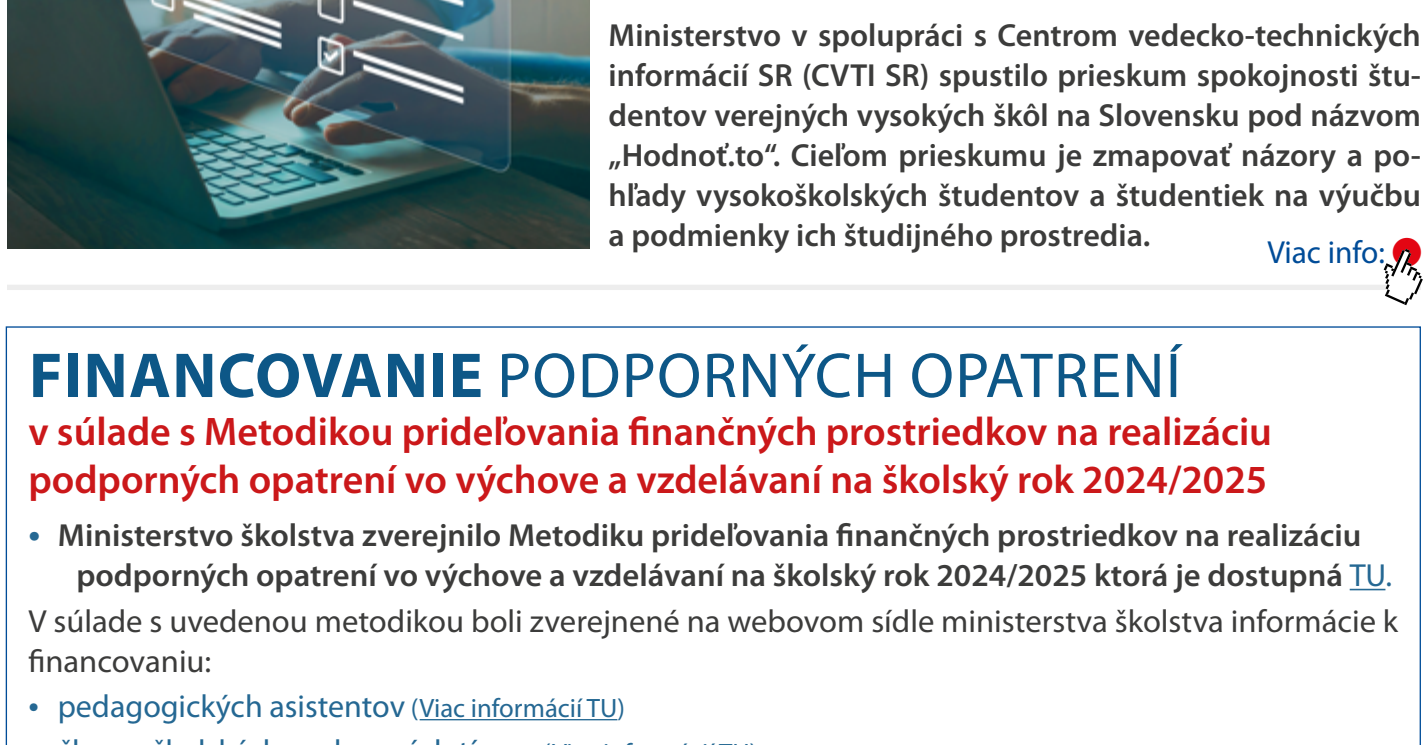 Ministerstvo v spolupráci s Centrom vedecko-technických
informácií SR (CVTI SR) spustilo prieskum spokojnosti štu-
dentov verejných vysokých škôl na Slovensku pod názvom
„Hodnoť.to“. Cieľom prieskumu je zmapovať názory a po-
hľady vysokoškolských študentov a študentiek na výučbu
a podmienky ich študijného prostredia.
Viac info:
FINANCOVANIE PODPORNÝCH OPATRENÍ
v súlade s Metodikou prideľovania finančných prostriedkov na realizáciu
podporných opatrení vo výchove a vzdelávaní na školský rok 2024/2025
• Ministerstvo školstva zverejnilo Metodiku prideľovania finančných prostriedkov na realizáciu
podporných opatrení vo výchove a vzdelávaní na školský rok 2024/2025 ktorá je dostupná TU.
V súlade s uvedenou metodikou boli zverejnené na webovom sídle ministerstva školstva informácie k
financovaniu:
• pedagogických asistentov (Viac informácií TU)